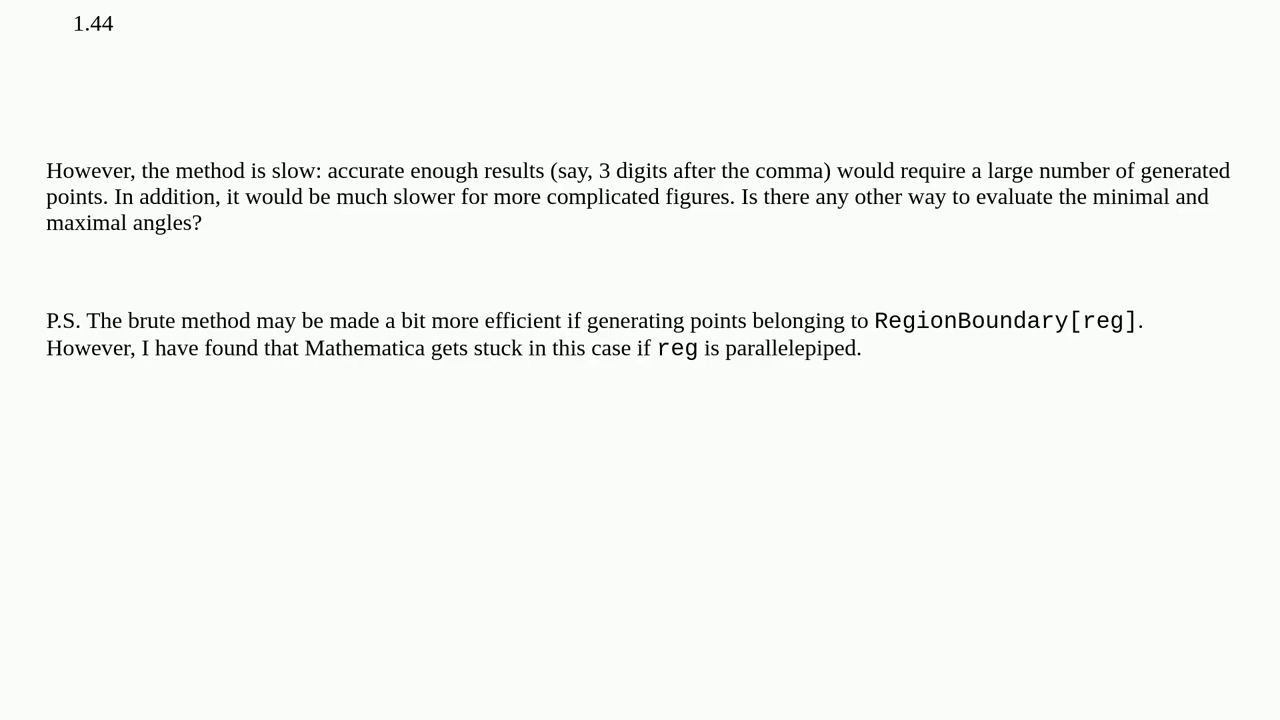 1.44
However, the method is slow: accurate enough results (say, 3 digits after the comma) would require a large number of generated
points. In addition, it would be much slower for more complicated figures. Is there any other way to evaluate the minimal and
maximal angles?
P.S. The brute method may be made a bit more efficient if generating points belonging to RegionBoundary[reg].
However, I have found that Mathematica gets stuck in this case if reg is parallelepiped.